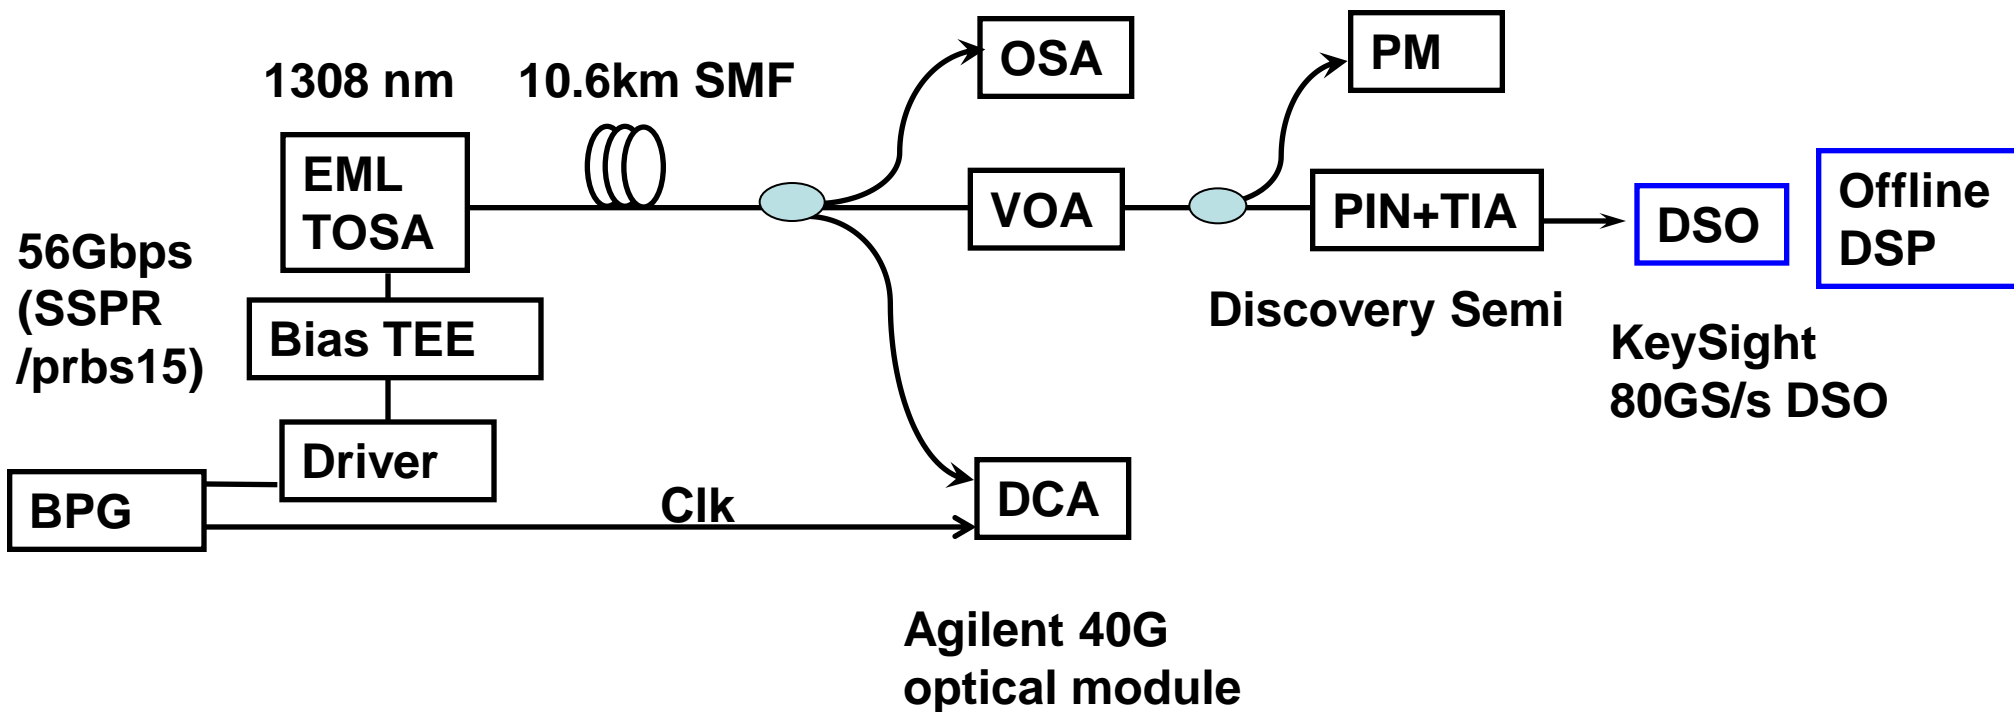 OSA
PM
1308 nm
10.6km SMF
EML
TOSA
VOA
PIN+TIA
DSO
Offline
DSP
56Gbps
(SSPR
/prbs15)
Bias TEE
Discovery Semi
KeySight
80GS/s DSO
Driver
BPG
Clk
DCA
Agilent 40G
optical module